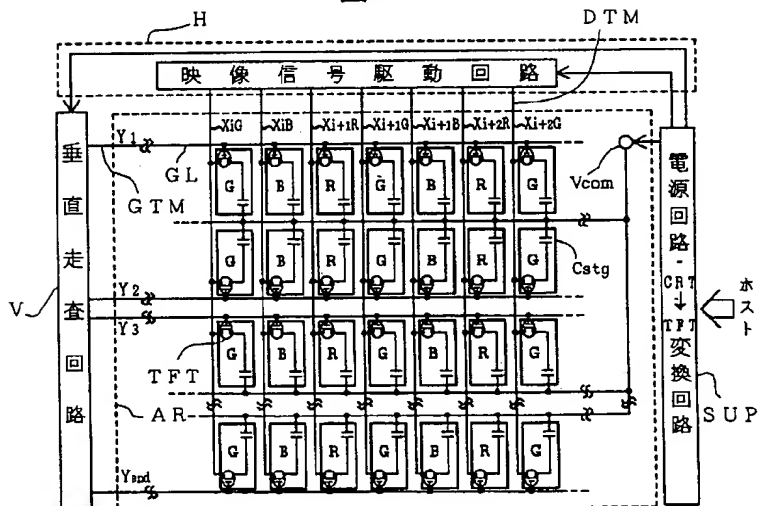 H
DTM
映像信号駆動回路
XiG XiB Xi+1R Xi+1G Xi+1B Xi+2R Xi+2G
垂直走査回路
V
Y1
GL
GTM
G B R G B R G
Vcom
G B R G B R G
Cstg
Y2
Y3
G B R G B R G
TFT
AR
G B R G B R G
Yend
電源回路・CRT→TFT変換回路
ホスト
SUP